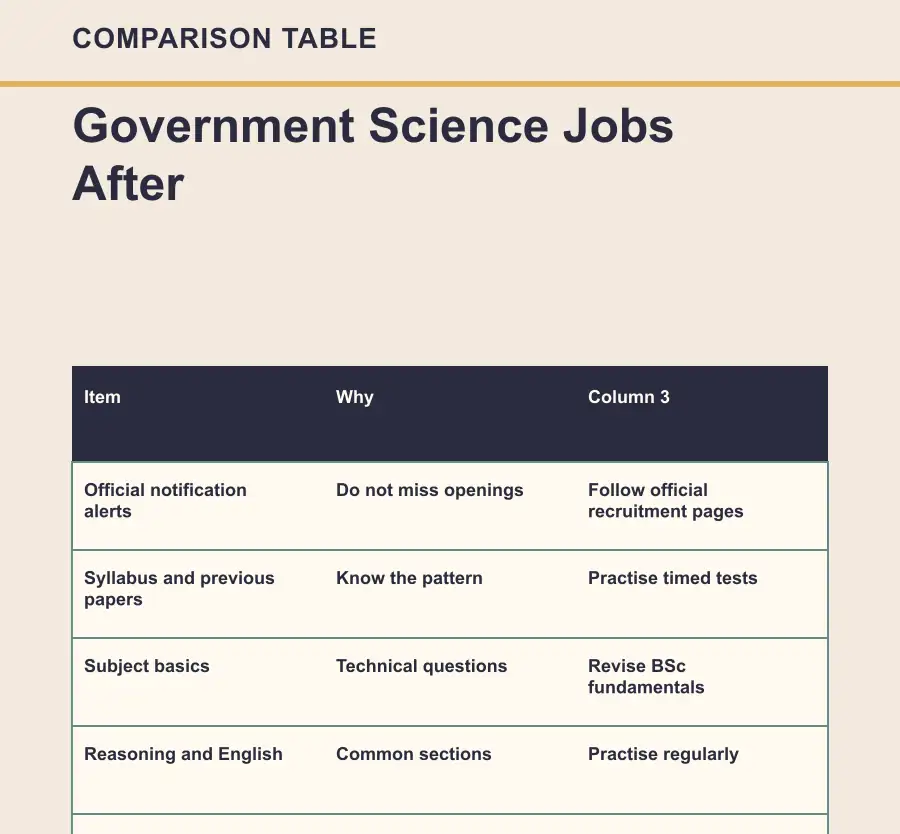 COMPARISON TABLE
Government Science Jobs
After
Item Why Column 3
Official notification Do not miss openings Follow official
alerts recruitment pages
Syllabus and previous Know the pattern Practise timed tests
papers
Subject basics Technical questions Revise BSc
fundamentals
Reasoning and English Common sections Practise regularly